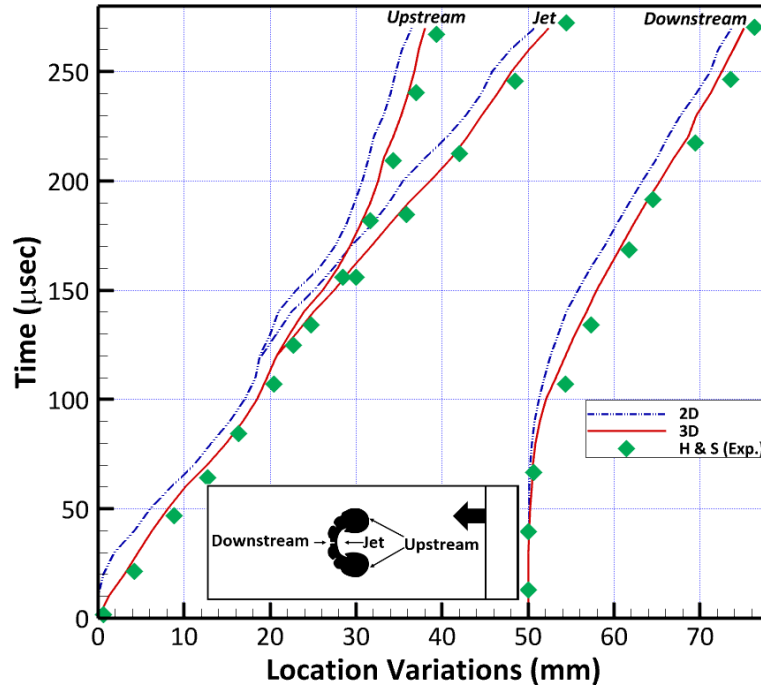 Upstream Jet Downstream
250
200
150
100
50
0
Time (μsec)
2D
3D
H & S (Exp.)
Downstream Jet Upstream
0 10 20 30 40 50 60 70
Location Variations (mm)